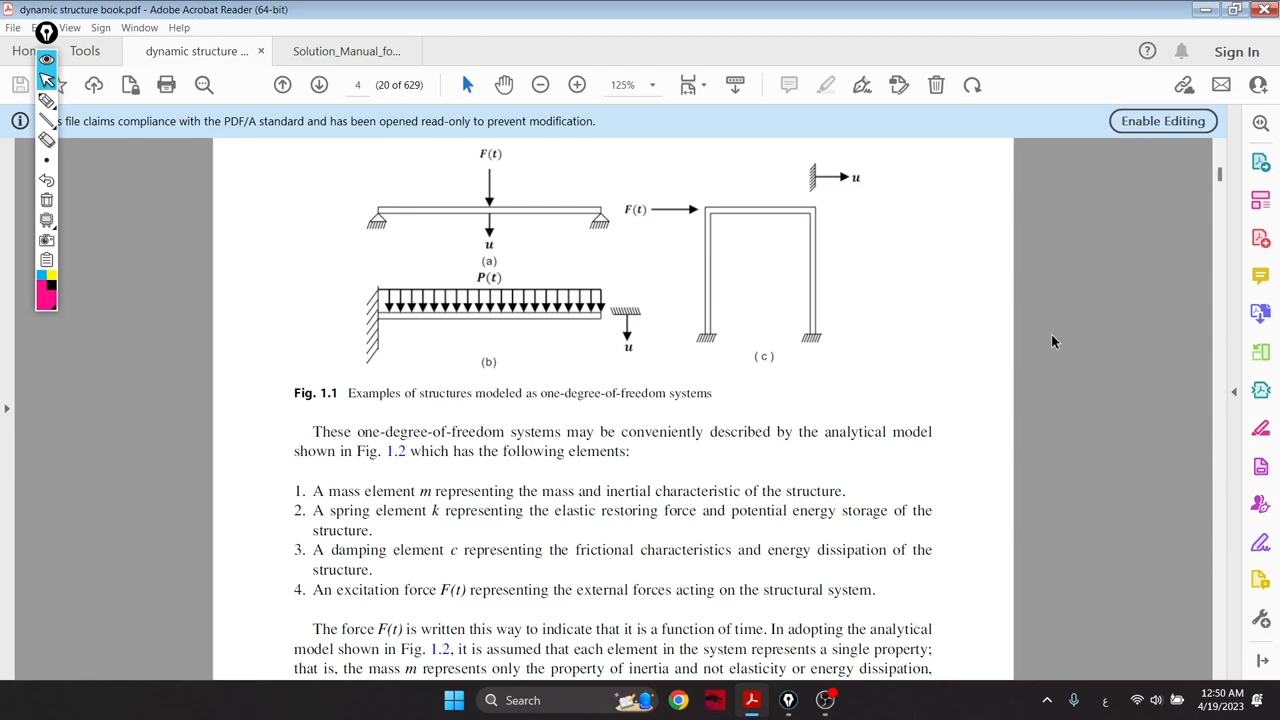 dynamic structure book.pdf - Adobe Acrobat Reader (64-bit)
File
View Sign Window Help
Tools dynamic structure ... × Solution_Manual_fo...
Sign In
4 (20 of 629) 125%
file claims compliance with the PDF/A standard and has been opened read-only to prevent modification. Enable Editing
F(t)
u
F(t)
u
(a)
P(t)
u
(b)
(c)
Fig. 1.1 Examples of structures modeled as one-degree-of-freedom systems
These one-degree-of-freedom systems may be conveniently described by the analytical model
shown in Fig. 1.2 which has the following elements:
1. A mass element m representing the mass and inertial characteristic of the structure.
2. A spring element k representing the elastic restoring force and potential energy storage of the
structure.
3. A damping element c representing the frictional characteristics and energy dissipation of the
structure.
4. An excitation force F(t) representing the external forces acting on the structural system.
The force F(t) is written this way to indicate that it is a function of time. In adopting the analytical
model shown in Fig. 1.2, it is assumed that each element in the system represents a single property;
that is, the mass m represents only the property of inertia and not elasticity or energy dissipation,
Search
ع
12:50 AM
4/19/2023